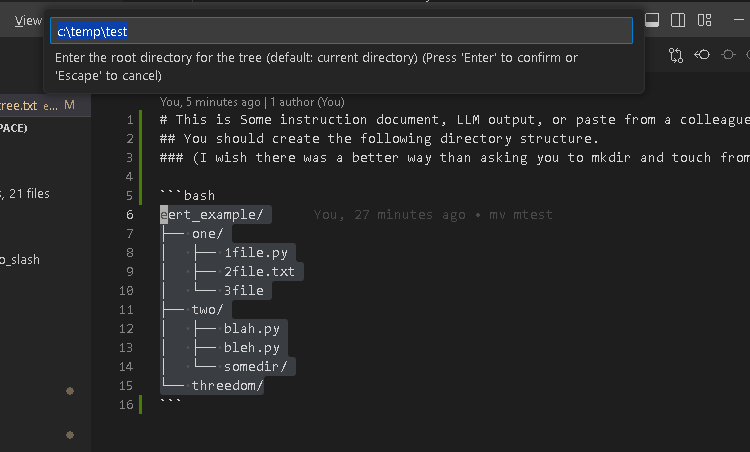 View
c:\temp\test
Enter the root directory for the tree (default: current directory) (Press 'Enter' to confirm or
'Escape' to cancel)
tree.txt e... M
You, 5 minutes ago | 1 author (You)
1 # This is Some instruction document, LLM output, or paste from a colleague
PACE)
2 ## You should create the following directory structure.
3 ### (I wish there was a better way than asking you to mkdir and touch from
4
s, 21 files
5 ```bash
6 eert_example/ You, 27 minutes ago • mv mtest
7 ├── one/
8 │   ├── 1file.py
o_slash
9 │   ├── 2file.txt
10 │   └── 3file
11 ├── two/
12 │   ├── blah.py
13 │   ├── bleh.py
14 │   └── somedir/
15 └── threedom/
16 ```